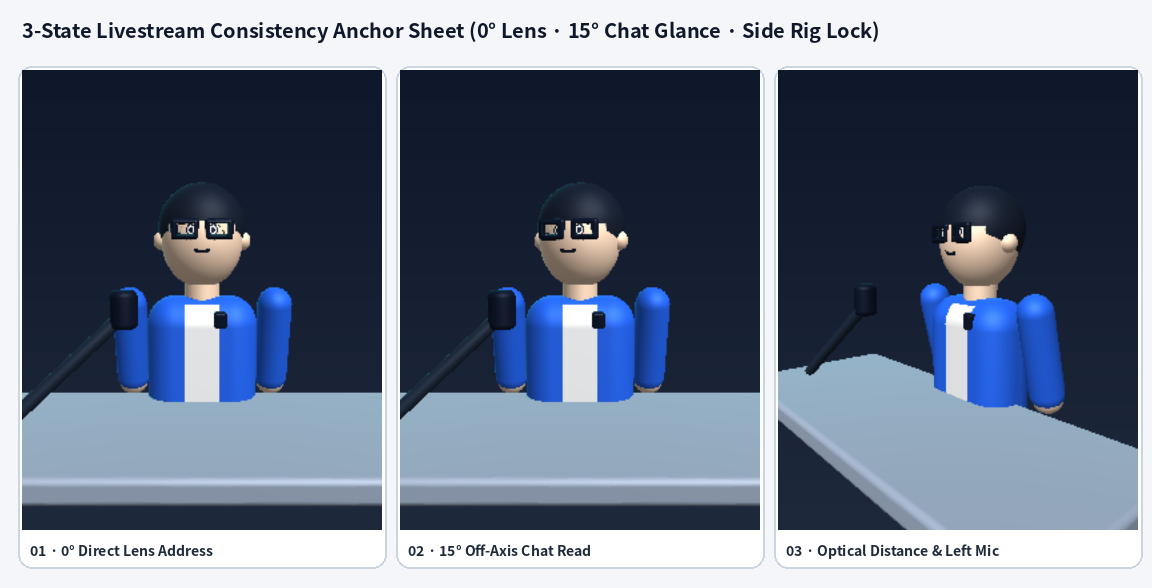 3-State Livestream Consistency Anchor Sheet (0° Lens · 15° Chat Glance · Side Rig Lock)
01 · 0° Direct Lens Address
02 · 15° Off-Axis Chat Read
03 · Optical Distance & Left Mic